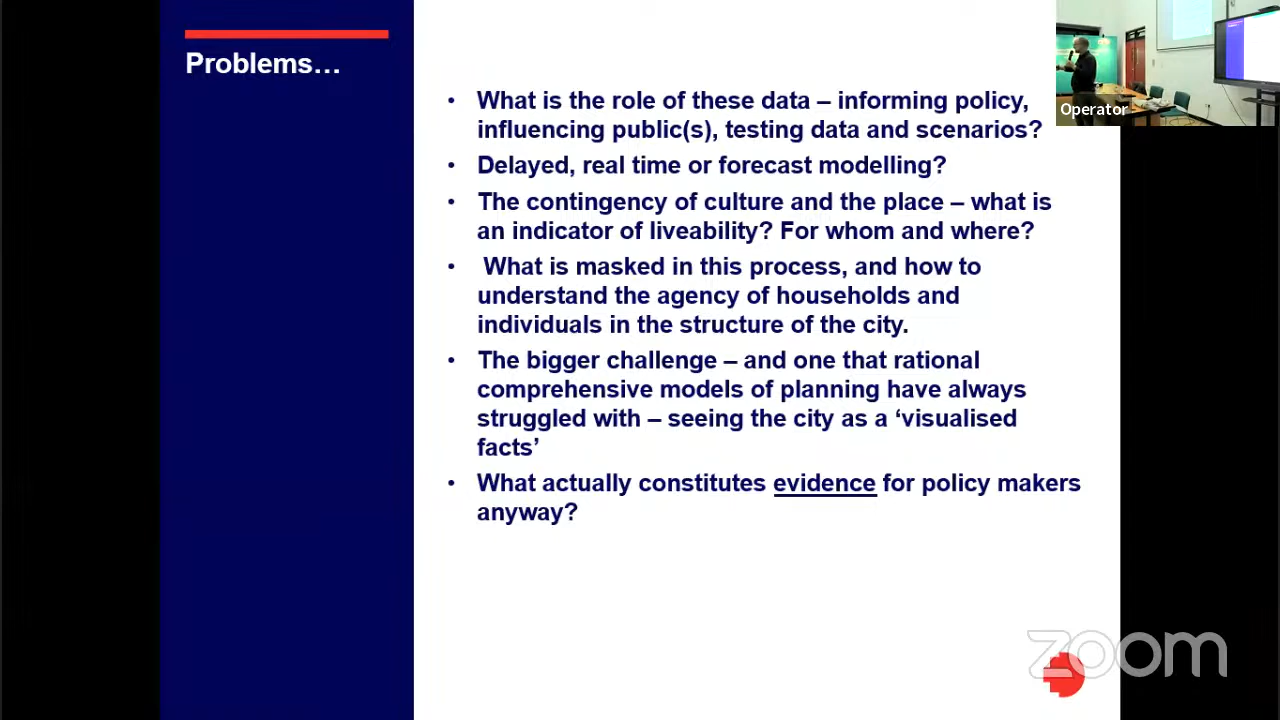 Problems…
• What is the role of these data – informing policy,
influencing public(s), testing data and scenarios?
• Delayed, real time or forecast modelling?
• The contingency of culture and the place – what is
an indicator of liveability? For whom and where?
• What is masked in this process, and how to
understand the agency of households and
individuals in the structure of the city.
• The bigger challenge – and one that rational
comprehensive models of planning have always
struggled with – seeing the city as a ‘visualised
facts’
• What actually constitutes evidence for policy makers
anyway?
Operator
zoom